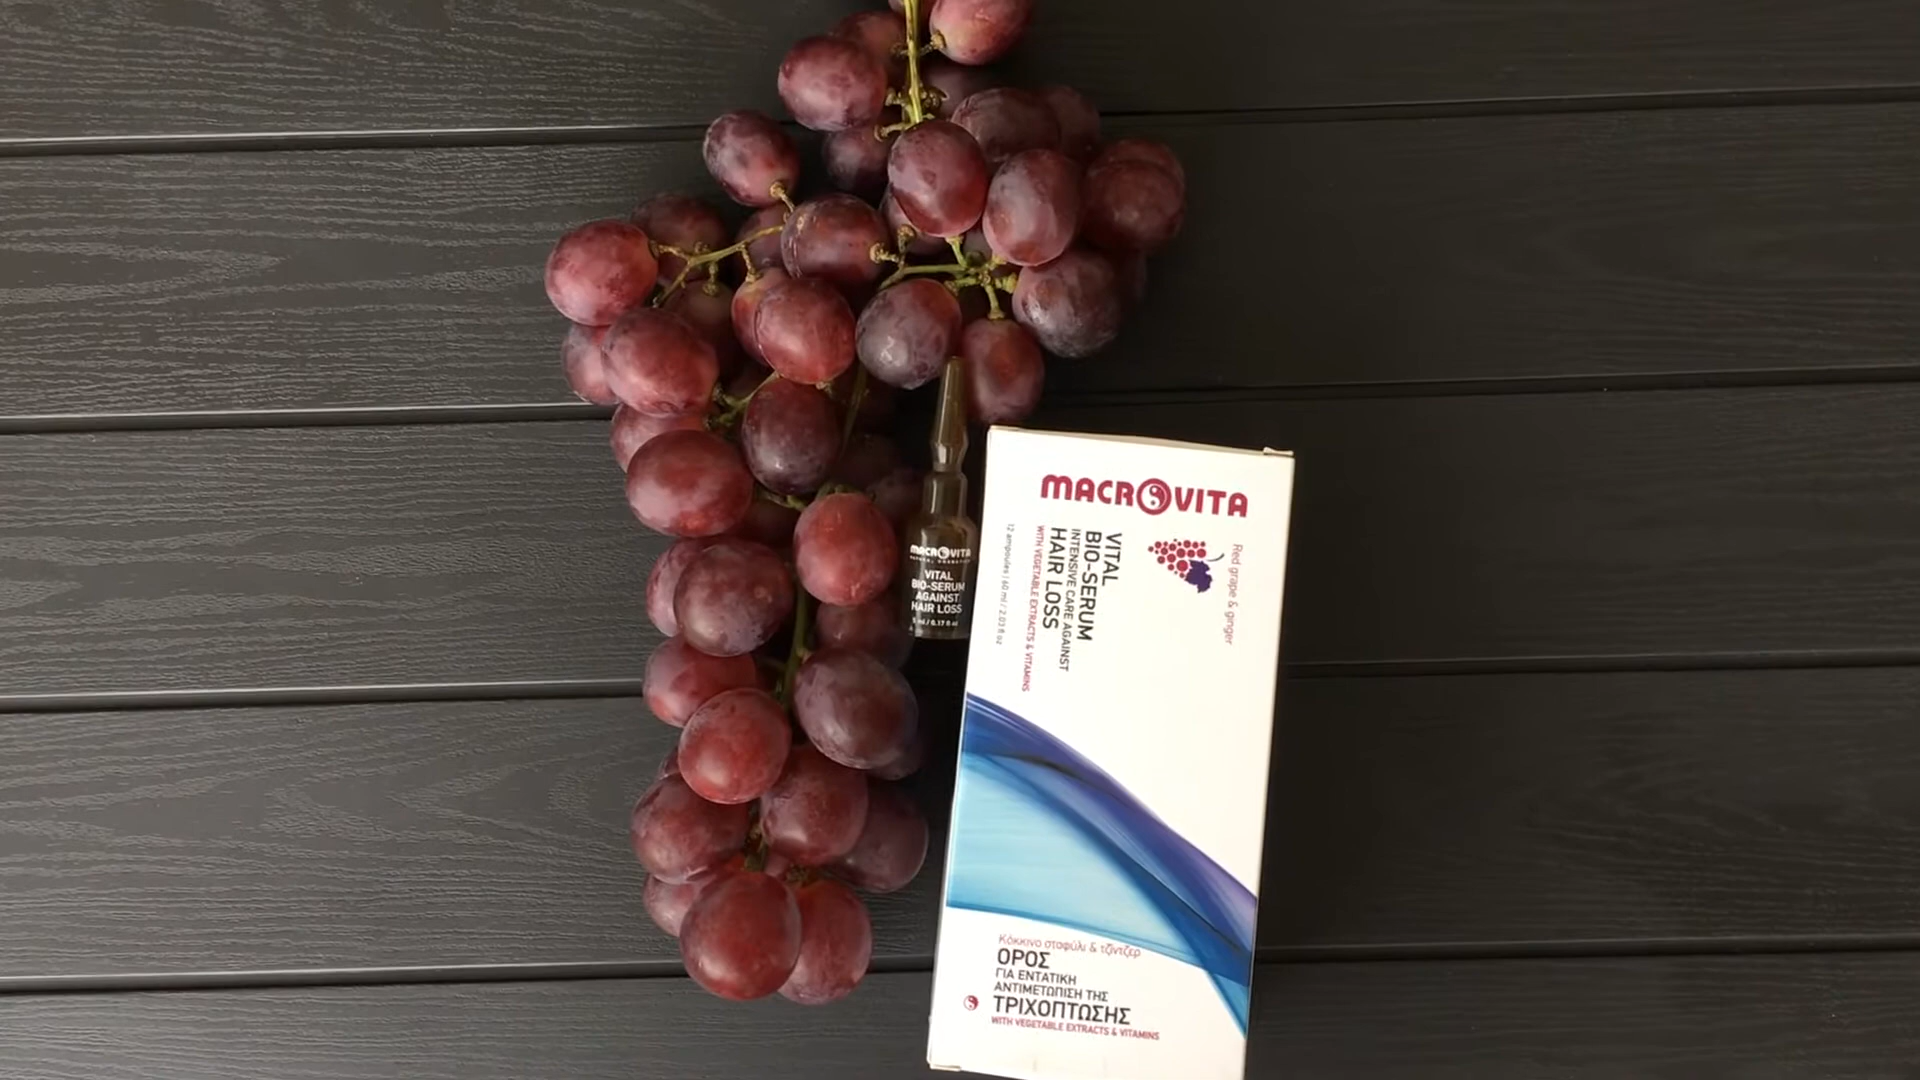 MACROVITA
Red grape & ginger
VITAL
BIO-SERUM
INTENSIVE CARE AGAINST
HAIR LOSS
WITH VEGETABLE EXTRACTS & VITAMINS
12 ampoules | 60 ml / 2.03 fl oz
Κόκκινο σταφύλι & τζίντζερ
ΟΡΟΣ
ΓΙΑ ΕΝΤΑΤΙΚΗ
ΑΝΤΙΜΕΤΩΠΙΣΗ ΤΗΣ
ΤΡΙΧΟΠΤΩΣΗΣ
WITH VEGETABLE EXTRACTS & VITAMINS
MACROVITA
NATURAL COSMETICS
VITAL
BIO-SERUM
AGAINST
HAIR LOSS
5 ml / 0.17 fl oz